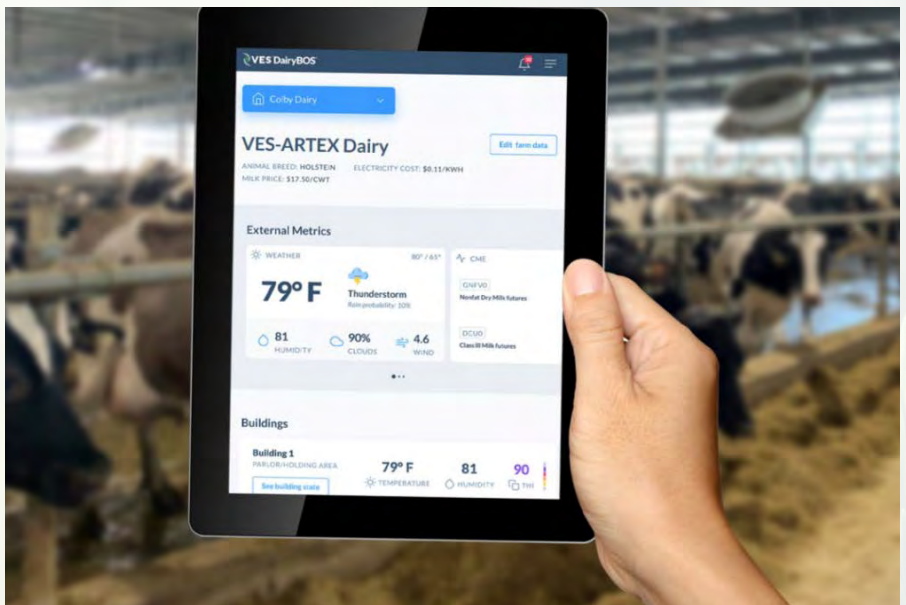 VES DairyBOS
Colby Dairy
VES-ARTEX Dairy
Edit farm data
ANIMAL BREED: HOLSTEIN ELECTRICITY COST: $0.11/KWH
MILK PRICE: $17.50/CWT
External Metrics
WEATHER 80° / 65°
79° F
Thunderstorm
Rain probability: 10%
81
HUMIDITY
90%
CLOUDS
4.6
WIND
CME
GNFV0
Nonfat Dry Milk futures
DCU0
Class III Milk futures
Buildings
Building 1
PARLOR/HOLDING AREA
See building stats
79° F
TEMPERATURE
81
HUMIDITY
90
THI